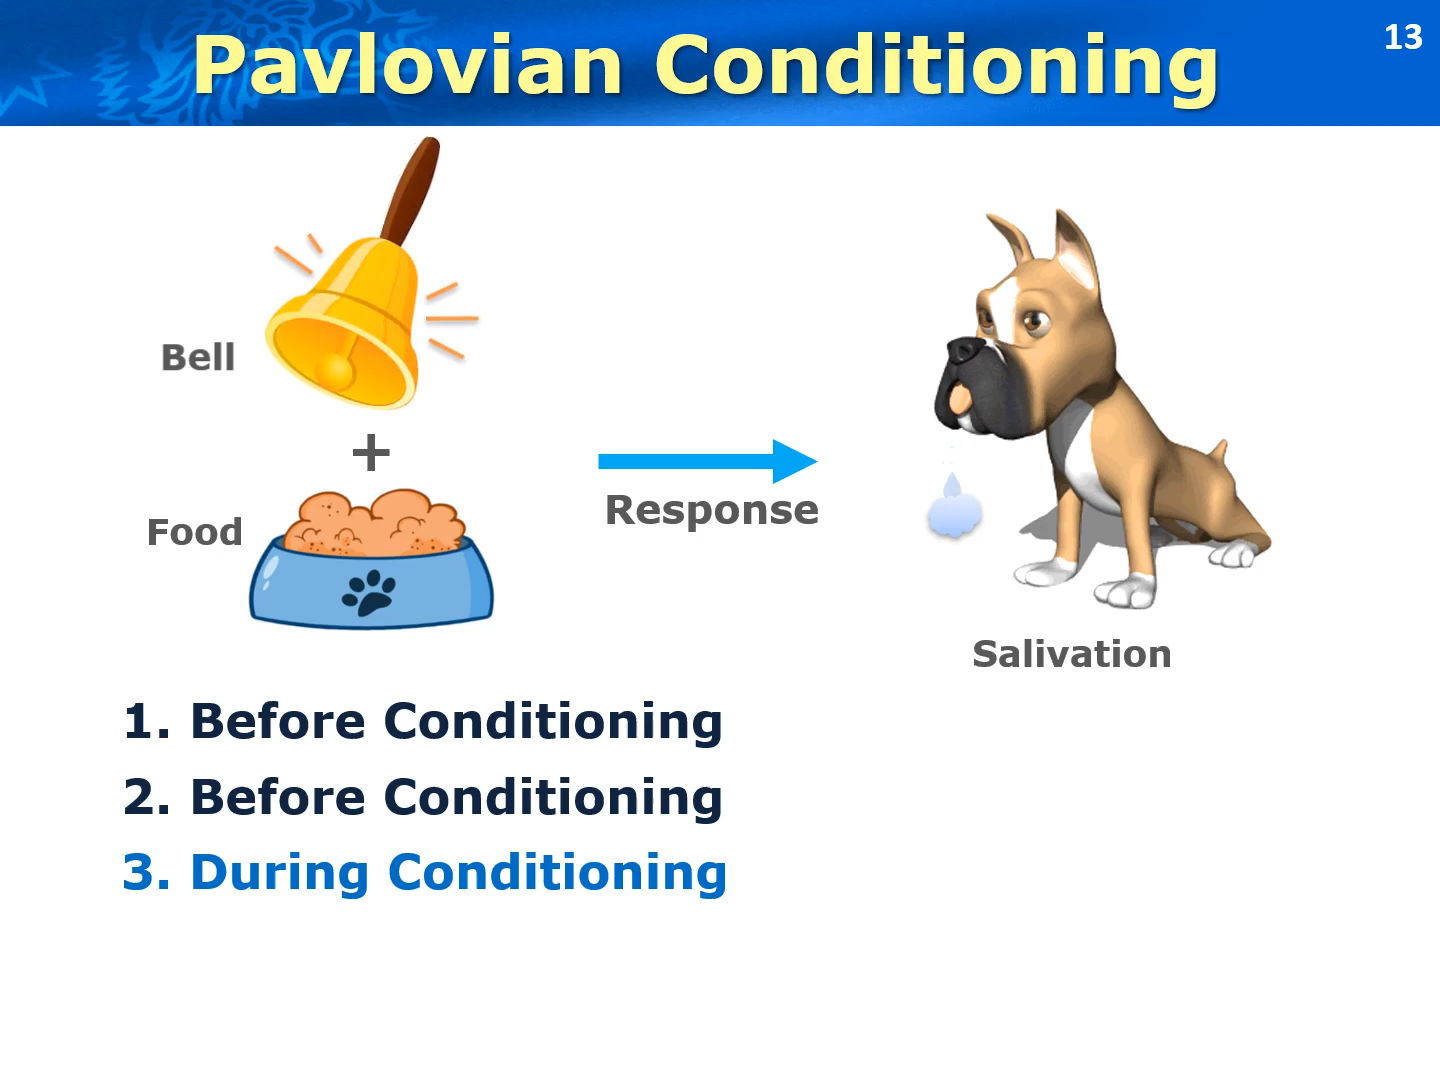 Pavlovian Conditioning
13
Bell
+
Food
Response
Salivation
1. Before Conditioning
2. Before Conditioning
3. During Conditioning